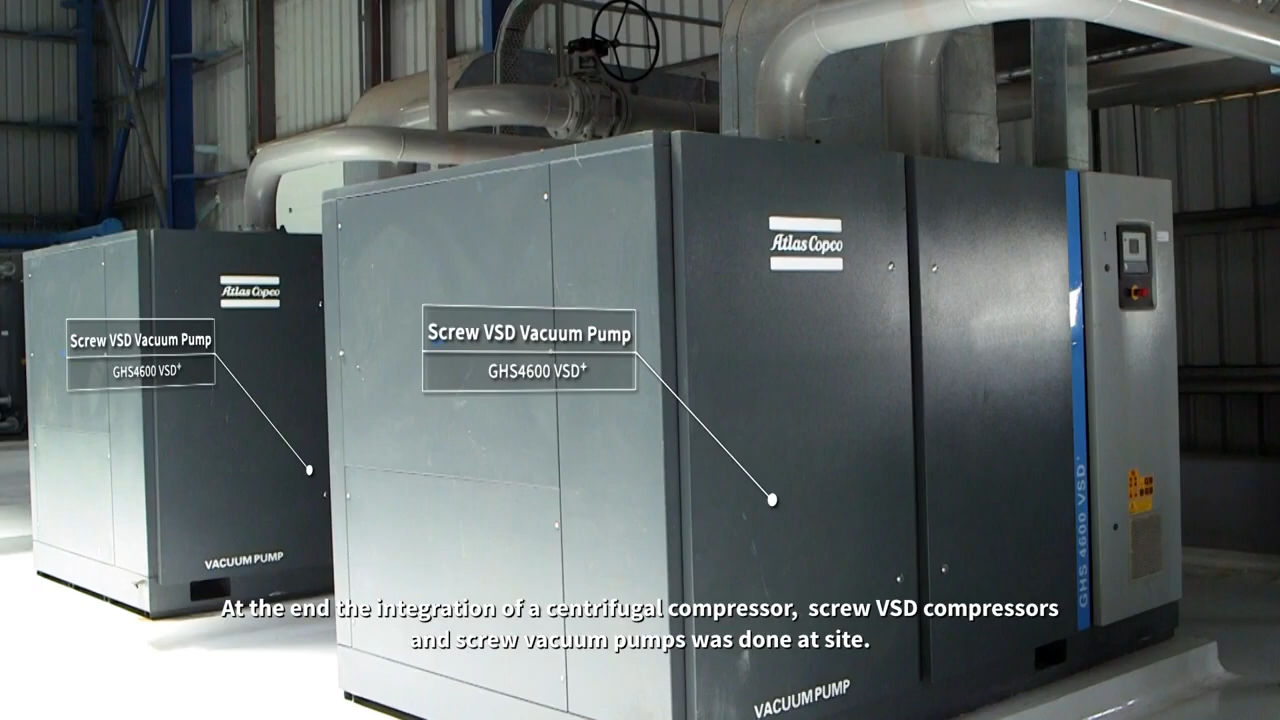 Atlas Copco
Atlas Copco
Screw VSD Vacuum Pump
GHS4600 VSD+
Screw VSD Vacuum Pump
GHS4600 VSD+
GHS 4600 VSD+
VACUUM PUMP
At the end the integration of a centrifugal compressor, screw VSD compressors
and screw vacuum pumps was done at site.
VACUUM PUMP